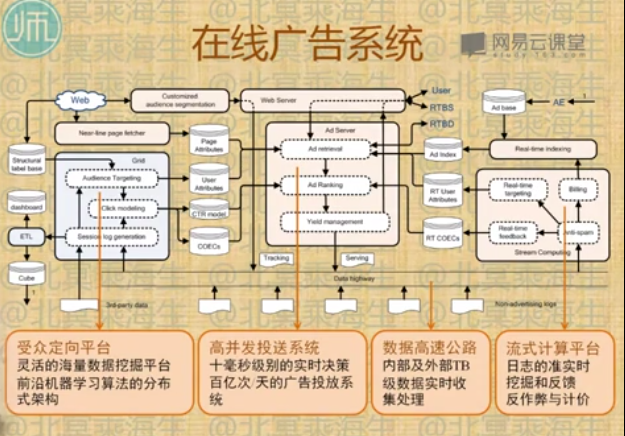 师
在线广告系统
网易云课堂
study.163.com
Web
Customized
audience segmentation
Web Server
User
RTBS
RTBD
Ad base
AE
1
Near-line page fetcher
Page
Attributes
Ad Server
Ad retrieval
Ad Index
Real-time indexing
Structural
label base
Grid
Audience Targeting
User
Attributes
Ad Ranking
RT User
Attributes
Real-time
targeting
Billing
dashboard
Click modeling
CTR model
Yield management
Real-time
feedback
Anti-spam
ETL
Session log generation
COECs
RT COECs
Stream Computing
Cube
Tracking
Serving
Data highway
1
3rd-party data
Non-advertising logs
受众定向平台
灵活的海量数据挖掘平台
前沿机器学习算法的分布
式架构
高并发投送系统
十毫秒级别的实时决策
百亿次/天的广告投放系
统
数据高速公路
内部及外部TB
级数据实时收
集处理
流式计算平台
日志的准实时
挖掘和反馈
反作弊与计价